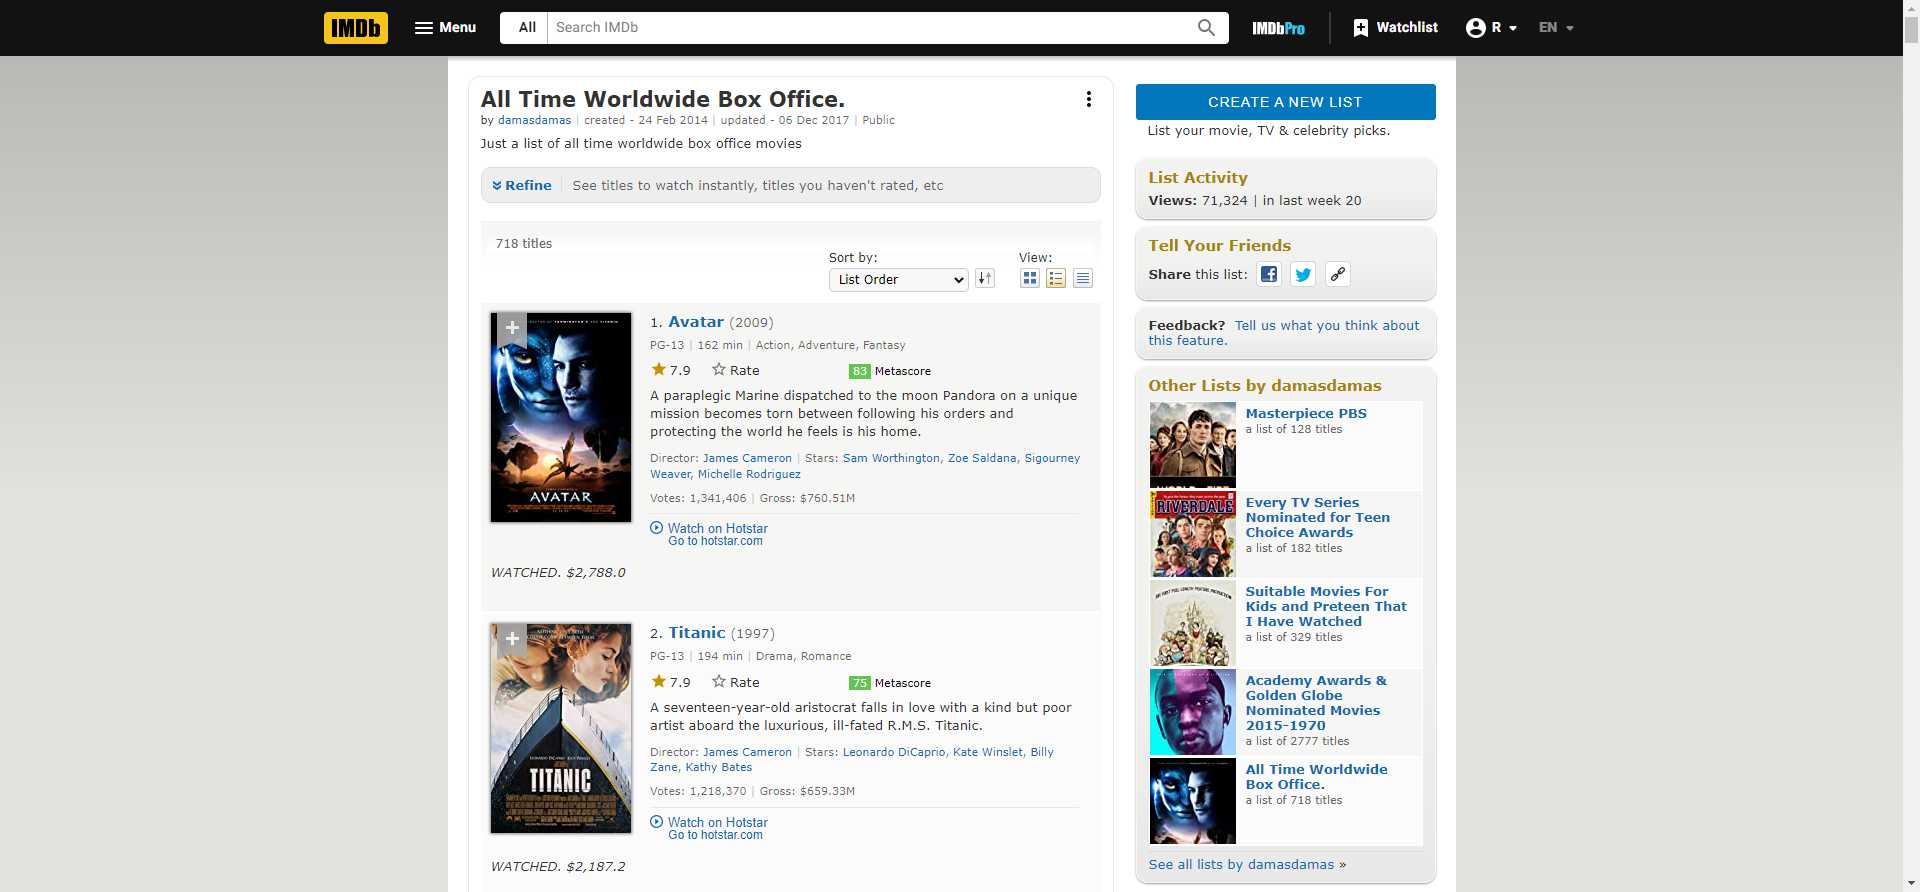 IMDb
Menu
All
Search IMDb
IMDbPro
Watchlist
R
EN
All Time Worldwide Box Office.
by damasdamas | created - 24 Feb 2014 | updated - 06 Dec 2017 | Public
Just a list of all time worldwide box office movies
Refine
See titles to watch instantly, titles you haven't rated, etc
718 titles
Sort by:
View:
List Order
AVATAR
1. Avatar (2009)
PG-13 | 162 min | Action, Adventure, Fantasy
7.9
Rate
83 Metascore
A paraplegic Marine dispatched to the moon Pandora on a unique
mission becomes torn between following his orders and
protecting the world he feels is his home.
Director: James Cameron | Stars: Sam Worthington, Zoe Saldana, Sigourney
Weaver, Michelle Rodriguez
Votes: 1,341,406 | Gross: $760.51M
Watch on Hotstar
Go to hotstar.com
WATCHED. $2,788.0
LEONARDO DICAPRIO KATE WINSLET
TITANIC
2. Titanic (1997)
PG-13 | 194 min | Drama, Romance
7.9
Rate
75 Metascore
A seventeen-year-old aristocrat falls in love with a kind but poor
artist aboard the luxurious, ill-fated R.M.S. Titanic.
Director: James Cameron | Stars: Leonardo DiCaprio, Kate Winslet, Billy
Zane, Kathy Bates
Votes: 1,218,370 | Gross: $659.33M
Watch on Hotstar
Go to hotstar.com
WATCHED. $2,187.2
CREATE A NEW LIST
List your movie, TV & celebrity picks.
List Activity
Views: 71,324 | in last week 20
Tell Your Friends
Share this list:
Feedback? Tell us what you think about
this feature.
Other Lists by damasdamas
Masterpiece PBS
a list of 128 titles
RIVERDALE
Every TV Series
Nominated for Teen
Choice Awards
a list of 182 titles
Suitable Movies For
Kids and Preteen That
I Have Watched
a list of 329 titles
Academy Awards &
Golden Globe
Nominated Movies
2015-1970
a list of 2777 titles
All Time Worldwide
Box Office.
a list of 718 titles
See all lists by damasdamas »